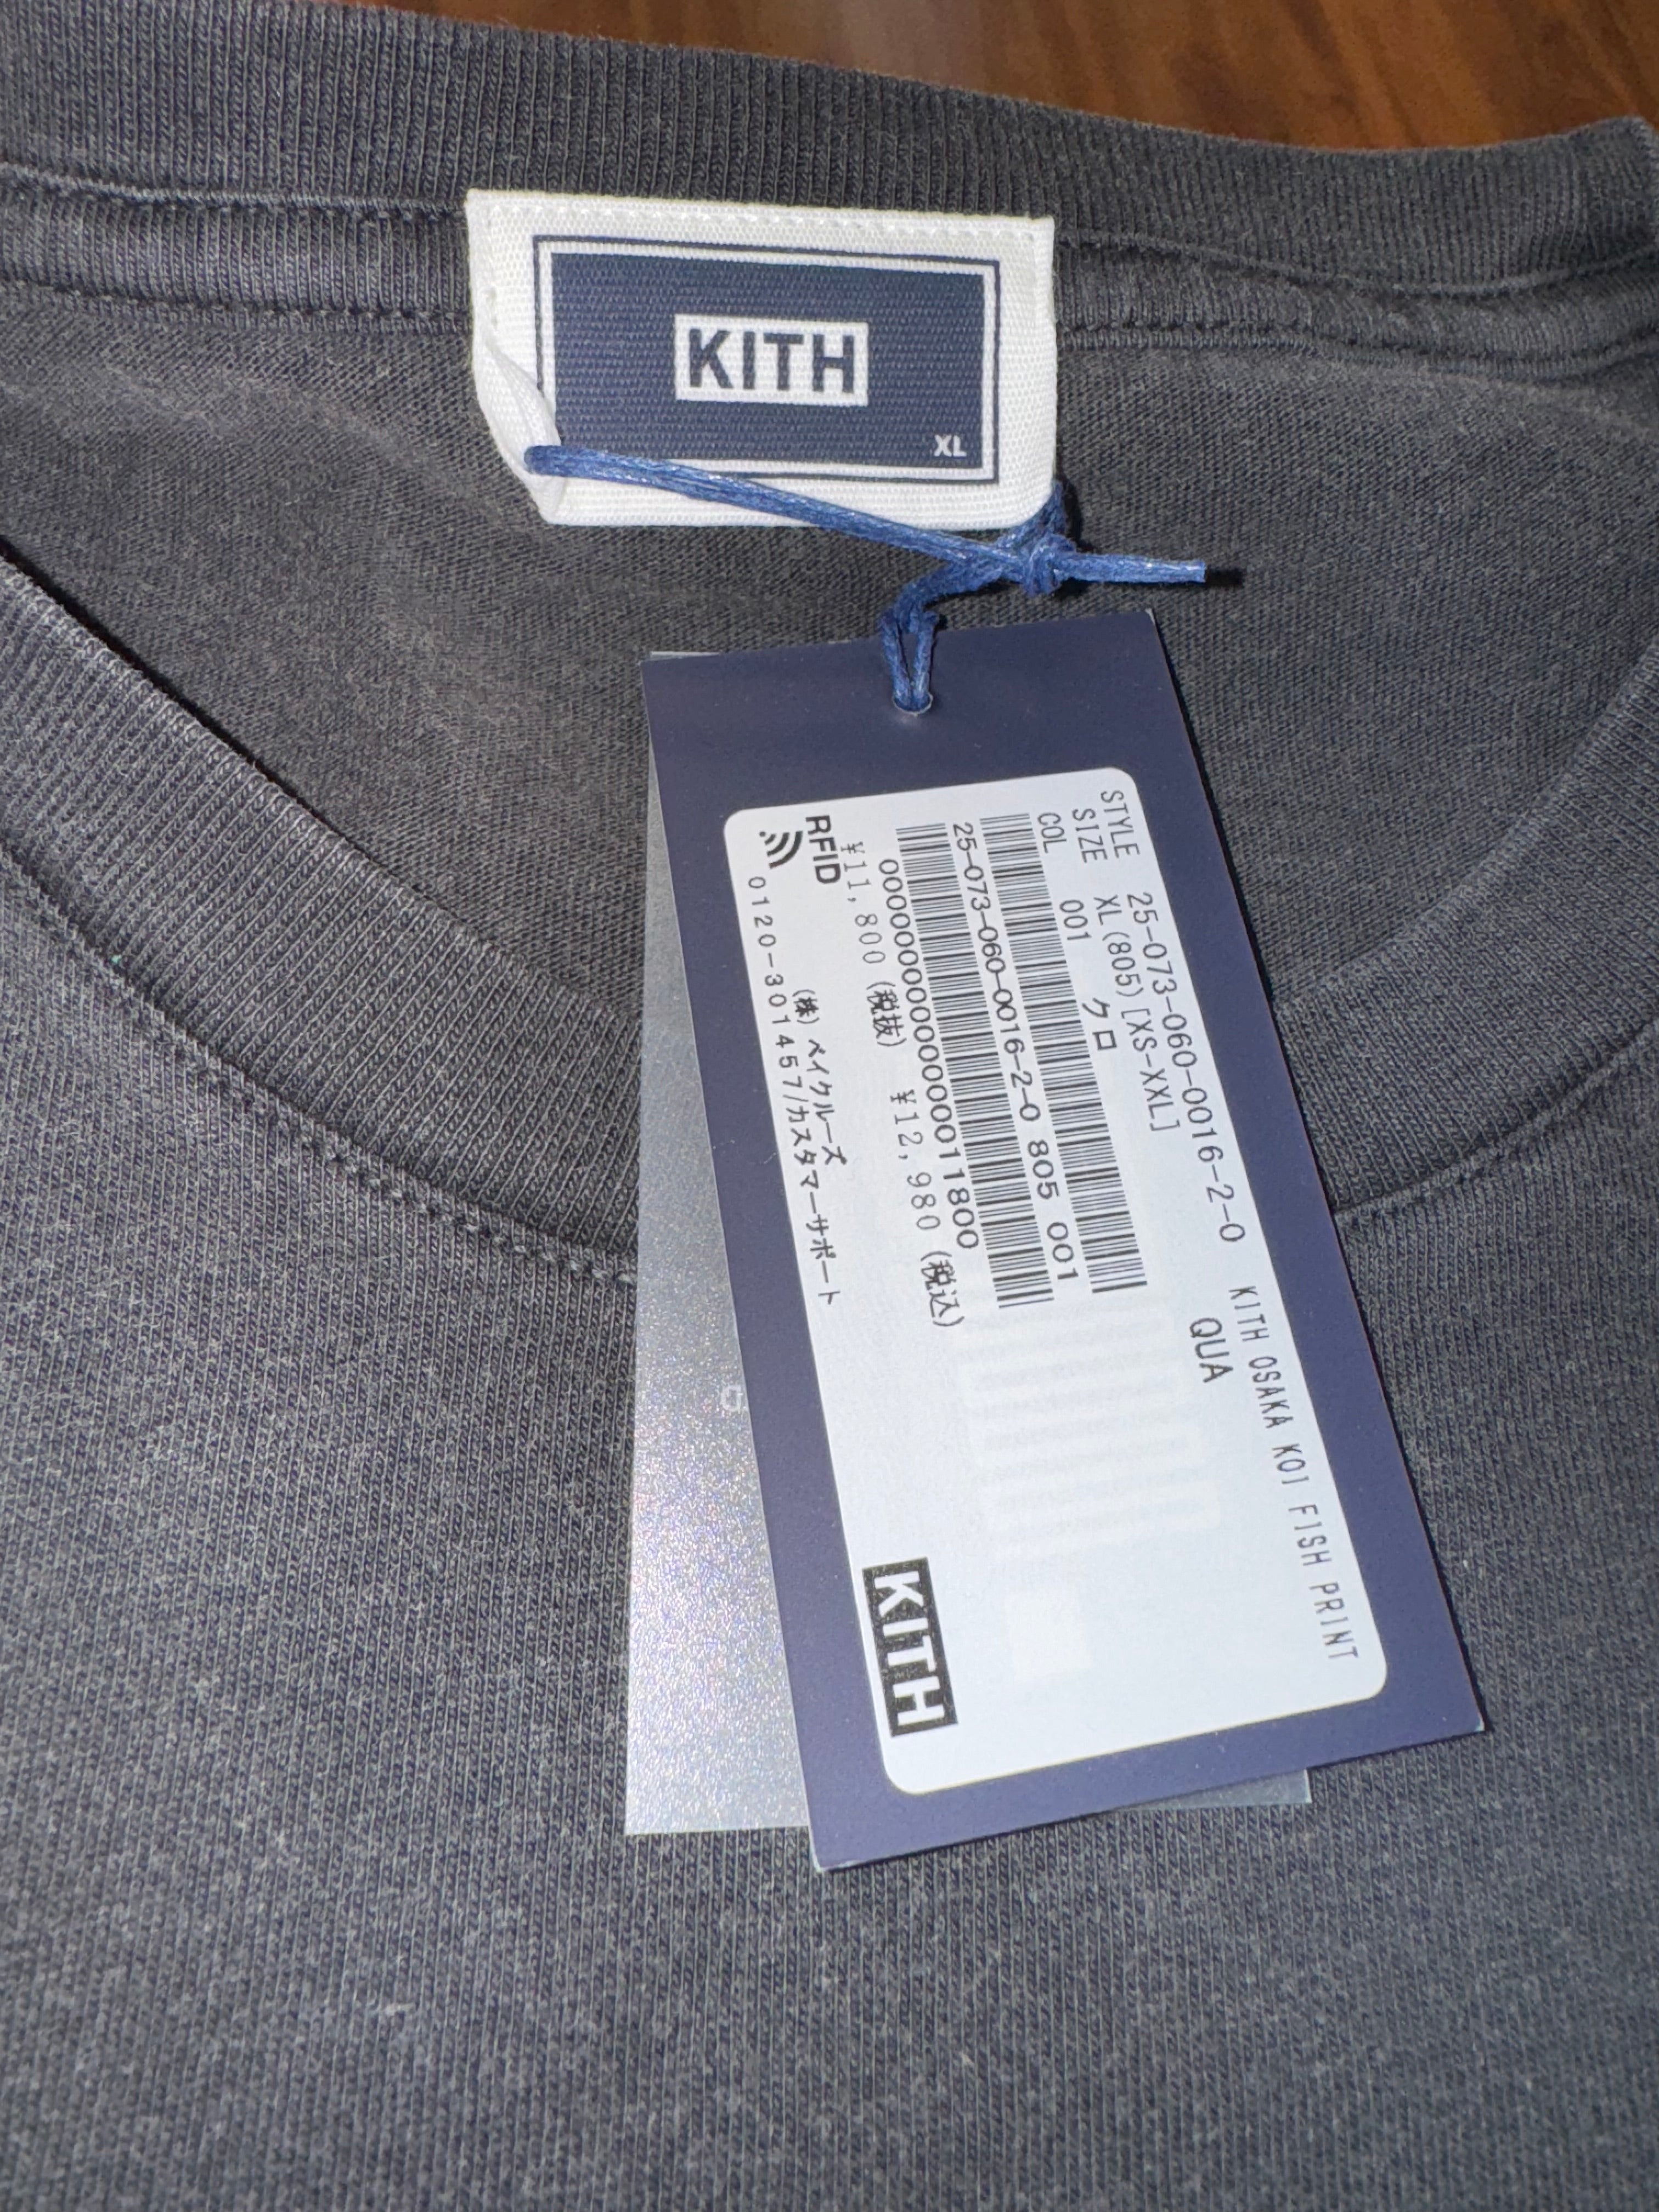 KITH
XL
STYLE 25-073-060-0016-2-0 KITH OSAKA KOI FISH PRINT
SIZE XL(805)[XS-XXL] QUA
COL 001 クロ
25-073-060-0016-2-0 805 001
0000000000000000011800
¥11,800 (税抜) ¥12,980 (税込)
RFID
(株) ベイクルーズ
0120-301457/カスタマーサポート
KITH